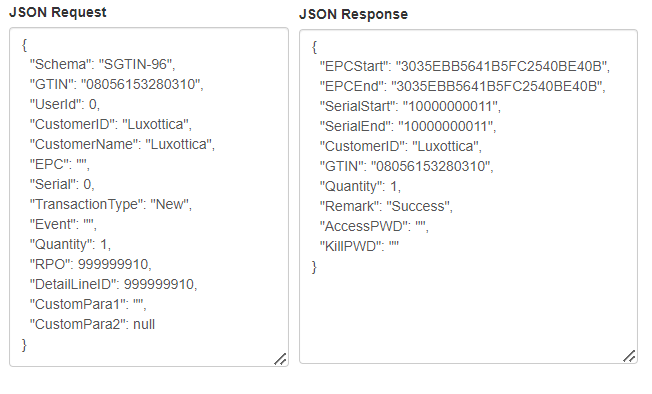 JSON Request
{
"Schema": "SGTIN-96",
"GTIN": "08056153280310",
"UserId": 0,
"CustomerID": "Luxottica",
"CustomerName": "Luxottica",
"EPC": "",
"Serial": 0,
"TransactionType": "New",
"Event": "",
"Quantity": 1,
"RPO": 999999910,
"DetailLineID": 999999910,
"CustomPara1": "",
"CustomPara2": null
}
JSON Response
{
"EPCStart": "3035EBB5641B5FC2540BE40B",
"EPCEnd": "3035EBB5641B5FC2540BE40B",
"SerialStart": "10000000011",
"SerialEnd": "10000000011",
"CustomerID": "Luxottica",
"GTIN": "08056153280310",
"Quantity": 1,
"Remark": "Success",
"AccessPWD": "",
"KillPWD": ""
}